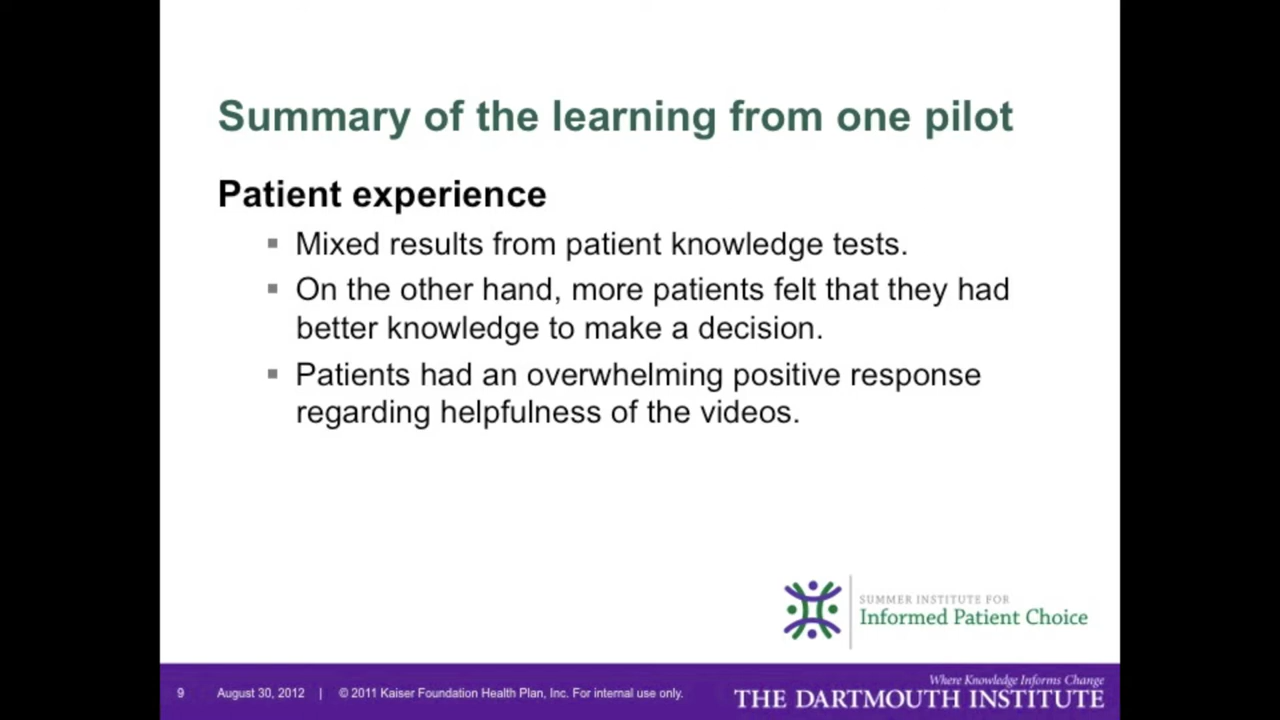 Summary of the learning from one pilot
Patient experience
▪ Mixed results from patient knowledge tests.
▪ On the other hand, more patients felt that they had
better knowledge to make a decision.
▪ Patients had an overwhelming positive response
regarding helpfulness of the videos.
SUMMER INSTITUTE FOR
Informed Patient Choice
9 August 30, 2012 | © 2011 Kaiser Foundation Health Plan, Inc. For internal use only.
Where Knowledge Informs Change
THE DARTMOUTH INSTITUTE